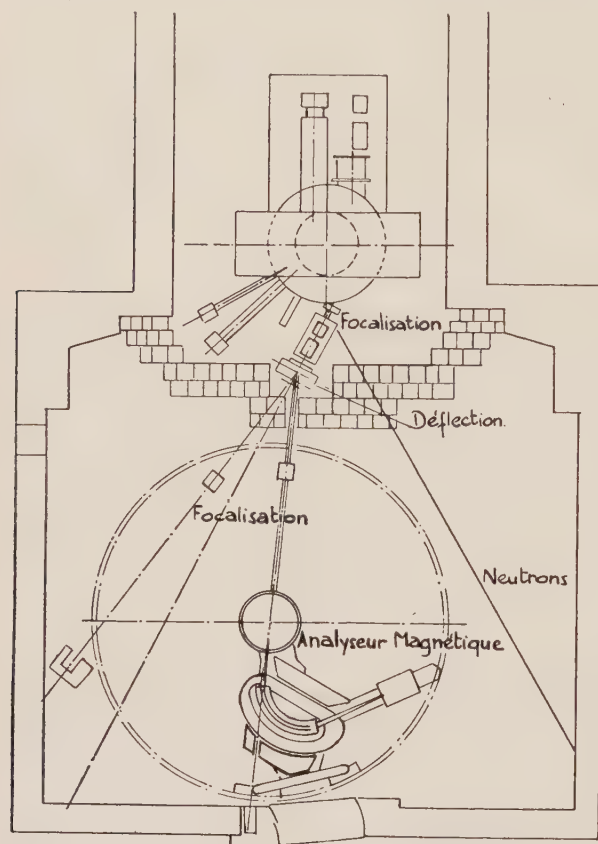 Focalisation
Déflection.
Focalisation
Neutrons
Analyseur Magnétique